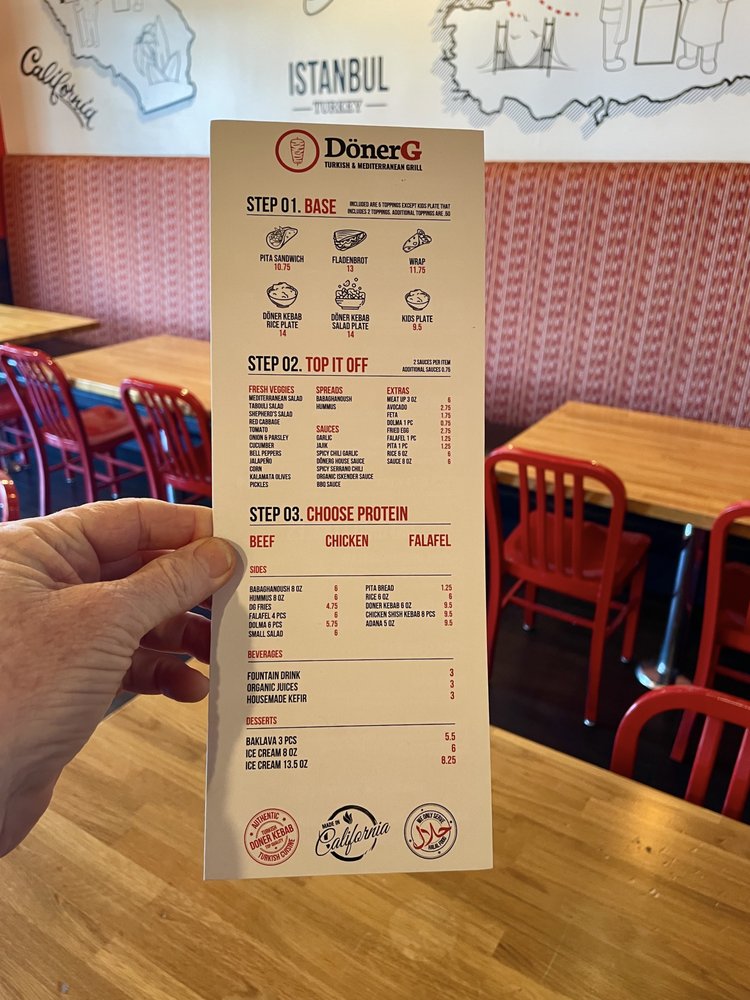 California
ISTANBUL
TURKEY
DönerG
TURKISH & MEDITERRANEAN GRILL
STEP 01. BASE
INCLUDED ARE 5 TOPPINGS EXCEPT KIDS PLATE THAT
INCLUDES 2 TOPPINGS. ADDITIONAL TOPPINGS ARE .50
PITA SANDWICH
10.75
FLADENBROT
13
WRAP
11.75
DÖNER KEBAB
RICE PLATE
14
DÖNER KEBAB
SALAD PLATE
14
KIDS PLATE
9.5
STEP 02. TOP IT OFF
2 SAUCES PER ITEM
ADDITIONAL SAUCES 0.75
FRESH VEGGIES
MEDITERRANEAN SALAD
TABOULI SALAD
SHEPHERD'S SALAD
RED CABBAGE
TOMATO
ONION & PARSLEY
CUCUMBER
BELL PEPPERS
JALAPEÑO
CORN
KALAMATA OLIVES
PICKLES
SPREADS
BABAGHANOUSH
HUMMUS
SAUCES
GARLIC
JAJIK
SPICY CHILI GARLIC
DÖNERG HOUSE SAUCE
SPICY SERRANO CHILI
ORGANIC ISKENDER SAUCE
BBQ SAUCE
EXTRAS
MEAT UP 3 OZ 6
AVOCADO 2.75
FETA 1.75
DOLMA 1 PC 0.75
FRIED EGG 2.75
FALAFEL 1 PC 1.25
PITA 1 PC 1.25
RICE 6 OZ 6
SAUCE 8 OZ 6
STEP 03. CHOOSE PROTEIN
BEEF CHICKEN FALAFEL
SIDES
BABAGHANOUSH 8 OZ 6
HUMMUS 8 OZ 6
DG FRIES 4.75
FALAFEL 4 PCS 6
DOLMA 6 PCS 5.75
SMALL SALAD 6
PITA BREAD 1.25
RICE 6 OZ 6
DONER KEBAB 6 OZ 9.5
CHICKEN SHISH KEBAB 8 PCS 9.5
ADANA 5 OZ 9.5
BEVERAGES
FOUNTAIN DRINK 3
ORGANIC JUICES 3
HOUSEMADE KEFIR 3
DESSERTS
BAKLAVA 3 PCS 5.5
ICE CREAM 8 OZ 6
ICE CREAM 13.5 OZ 8.25
AUTHENTIC
TURKISH
DONER KEBAB
TOP QUALITY
TURKISH CUISINE
MADE IN
California
WE ONLY SERVE
حلال
HALAL FOOD